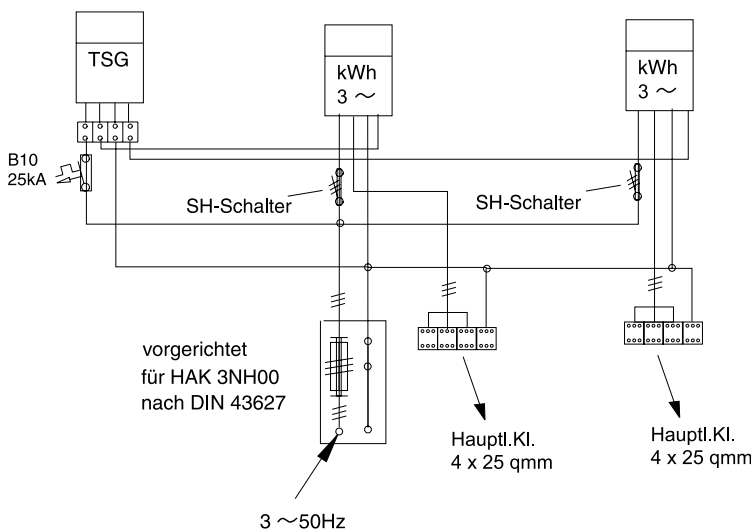 TSG
kWh
3 ~
kWh
3 ~
B10
25kA
SH-Schalter
SH-Schalter
vorgerichtet
für HAK 3NH00
nach DIN 43627
Hauptl.Kl.
4 x 25 qmm
Hauptl.Kl.
4 x 25 qmm
3 ~50Hz